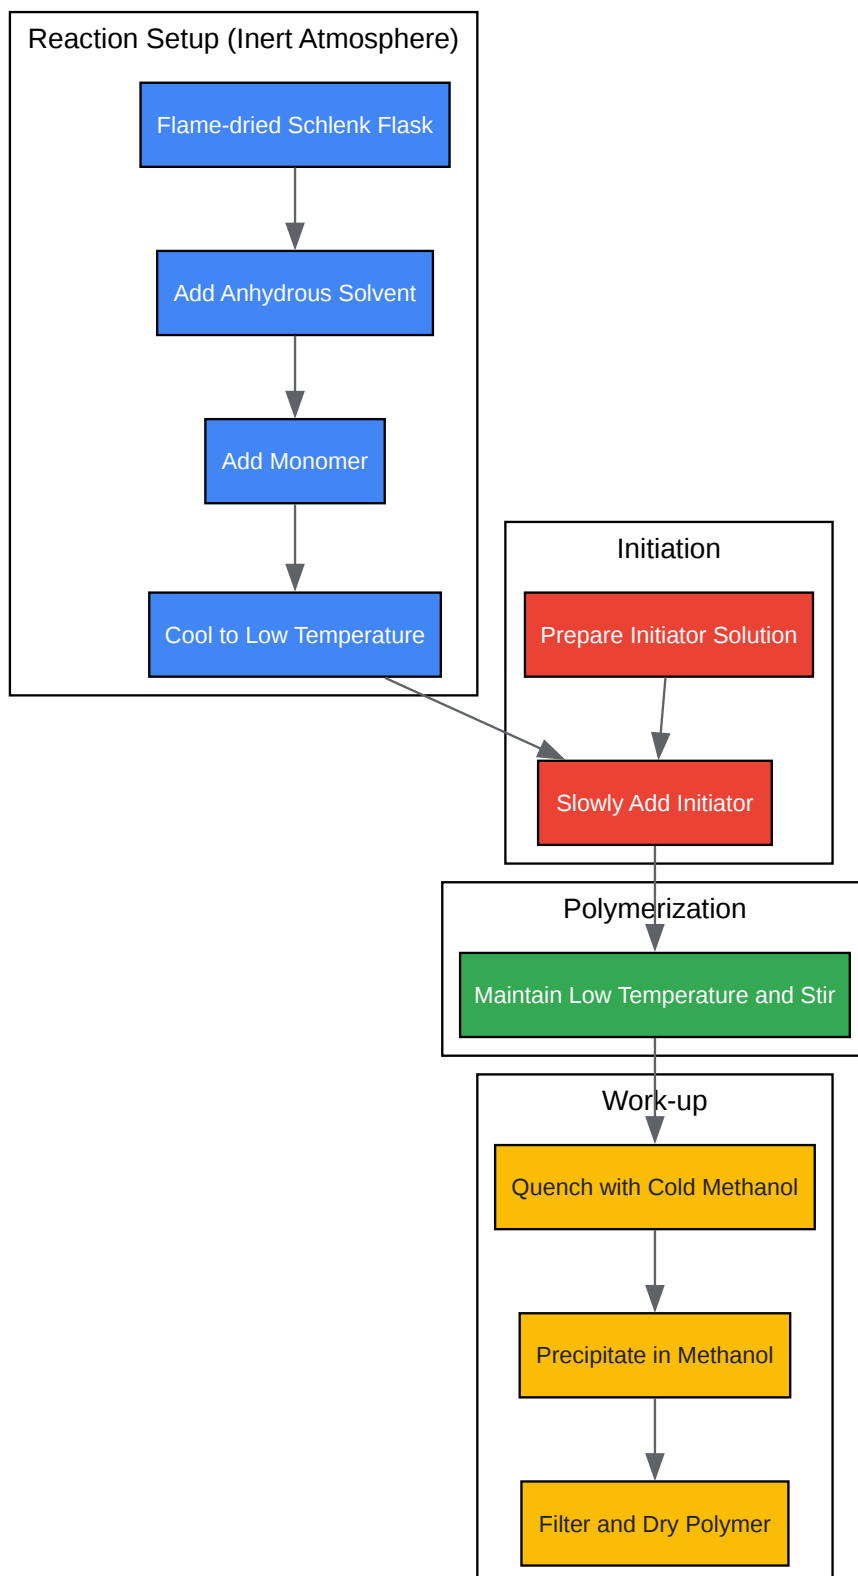 Reaction Setup (Inert Atmosphere)
Flame-dried Schlenk Flask
Add Anhydrous Solvent
Add Monomer
Cool to Low Temperature
Initiation
Prepare Initiator Solution
Slowly Add Initiator
Polymerization
Maintain Low Temperature and Stir
Work-up
Quench with Cold Methanol
Precipitate in Methanol
Filter and Dry Polymer